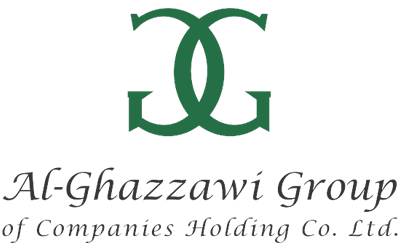 Al-Ghazzawi Group
of Companies Holding Co. Ltd.